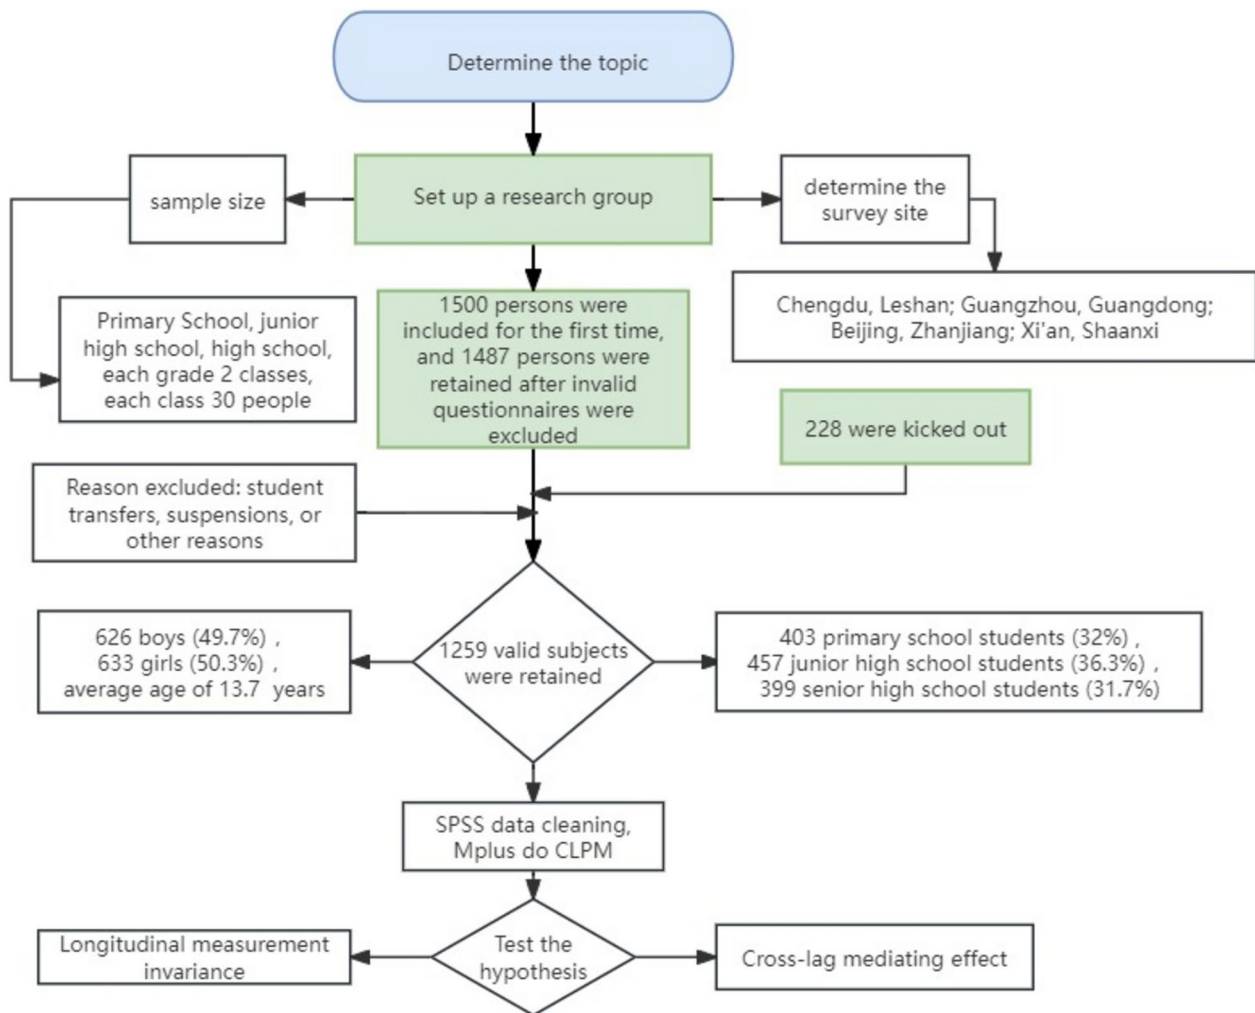 Determine the topic
sample size
Set up a research group
determine the
survey site
Primary School, junior
high school, high school,
each grade 2 classes,
each class 30 people
1500 persons were
included for the first time,
and 1487 persons were
retained after invalid
questionnaires were
excluded
Chengdu, Leshan; Guangzhou, Guangdong;
Beijing, Zhanjiang; Xi'an, Shaanxi
228 were kicked out
Reason excluded: student
transfers, suspensions, or
other reasons
626 boys (49.7%) ,
633 girls (50.3%) ,
average age of 13.7 years
1259 valid subjects
were retained
403 primary school students (32%) ,
457 junior high school students (36.3%) ,
399 senior high school students (31.7%)
SPSS data cleaning,
Mplus do CLPM
Longitudinal measurement
invariance
Test the
hypothesis
Cross-lag mediating effect